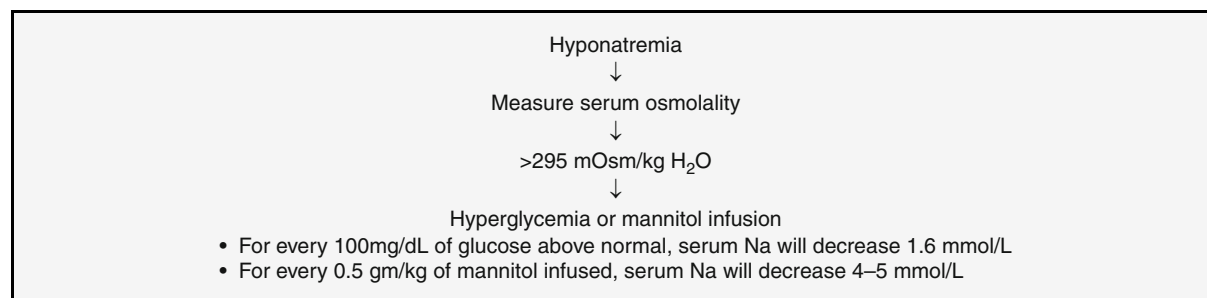 Hyponatremia
↓
Measure serum osmolality
↓
>295 mOsm/kg H₂O
↓
Hyperglycemia or mannitol infusion
• For every 100mg/dL of glucose above normal, serum Na will decrease 1.6 mmol/L
• For every 0.5 gm/kg of mannitol infused, serum Na will decrease 4–5 mmol/L